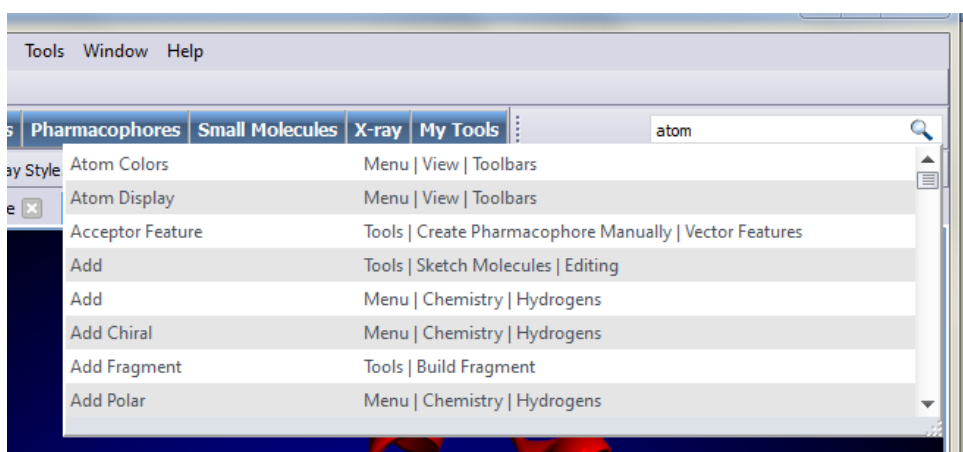 Tools Window Help
s Pharmacophores Small Molecules X-ray My Tools atom
ay Style
e
Atom Colors Menu | View | Toolbars
Atom Display Menu | View | Toolbars
Acceptor Feature Tools | Create Pharmacophore Manually | Vector Features
Add Tools | Sketch Molecules | Editing
Add Menu | Chemistry | Hydrogens
Add Chiral Menu | Chemistry | Hydrogens
Add Fragment Tools | Build Fragment
Add Polar Menu | Chemistry | Hydrogens